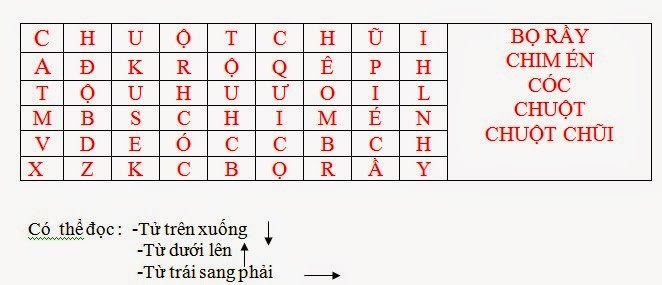 C H U Ộ T C H Ũ I
A Đ K R Ộ Q Ê P H
T Ộ U H U Ư O I L
M B S C H I M É N
V D E Ó C C B C H
X Z K C B Ọ R Ầ Y
BỌ RẦY
CHIM ÉN
CÓC
CHUỘT
CHUỘT CHŨI
Có thể đọc : -Từ trên xuống
-Từ dưới lên
-Từ trái sang phải